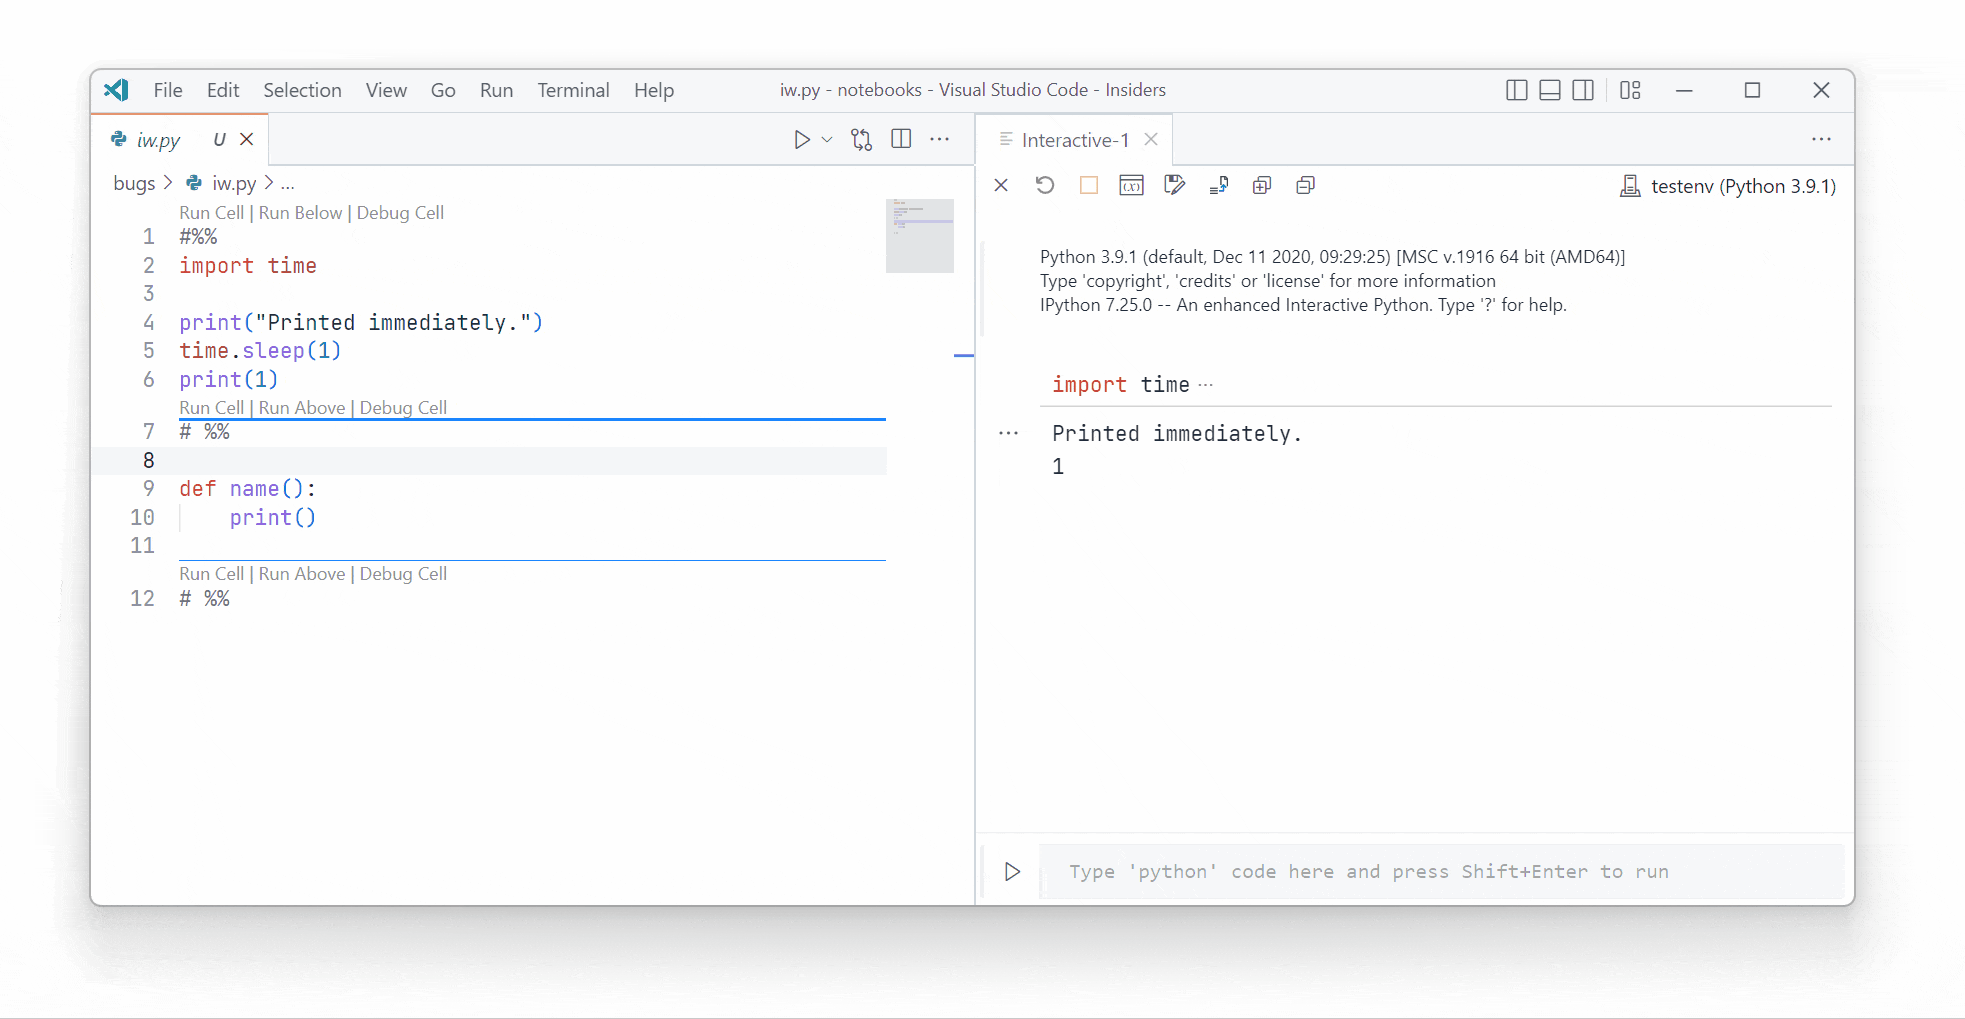 File Edit Selection View Go Run Terminal Help iw.py - notebooks - Visual Studio Code - Insiders
iw.py U
bugs > iw.py > ...
Run Cell | Run Below | Debug Cell
1 #%%
2 import time
3
4 print("Printed immediately.")
5 time.sleep(1)
6 print(1)
Run Cell | Run Above | Debug Cell
7 # %%
8
9 def name():
10     print()
11
Run Cell | Run Above | Debug Cell
12 # %%
Interactive-1
testenv (Python 3.9.1)
Python 3.9.1 (default, Dec 11 2020, 09:29:25) [MSC v.1916 64 bit (AMD64)]
Type 'copyright', 'credits' or 'license' for more information
IPython 7.25.0 -- An enhanced Interactive Python. Type '?' for help.
import time ...
Printed immediately.
1
Type 'python' code here and press Shift+Enter to run